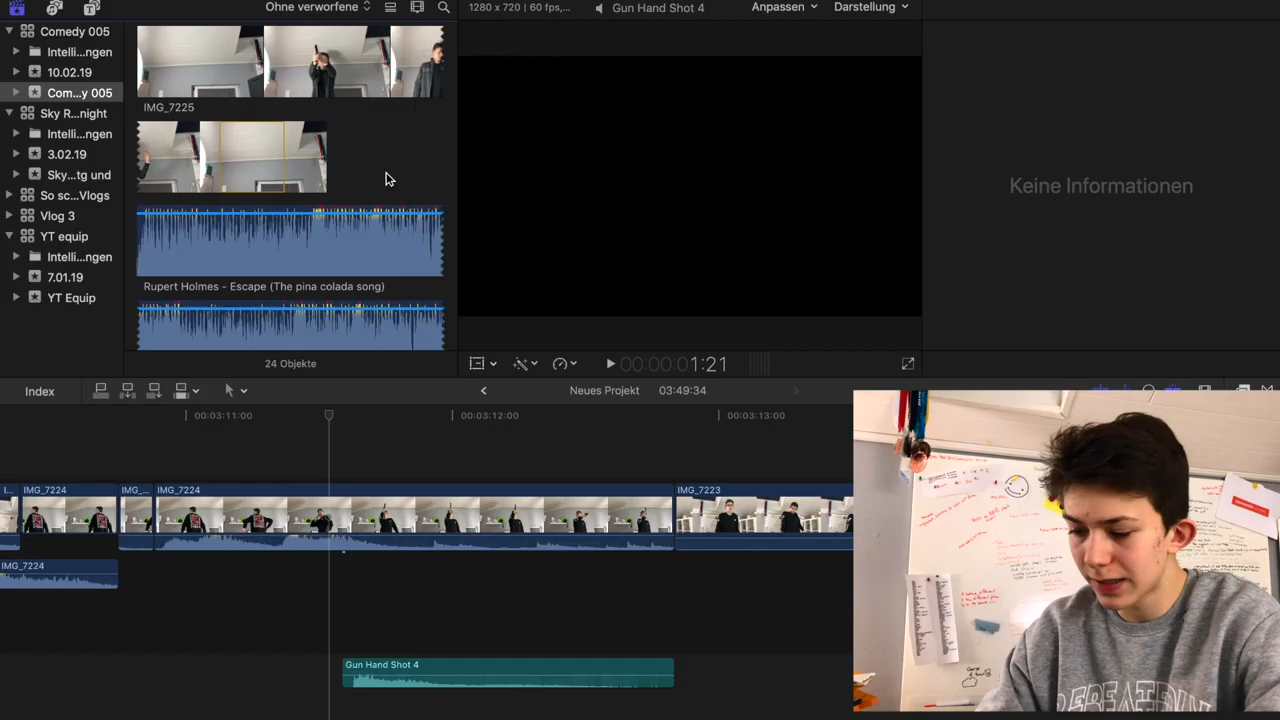 Ohne verworfene
1280 x 720 | 60 fps,...
Gun Hand Shot 4
Anpassen
Darstellung
Comedy 005
Intelli...ngen
10.02.19
Com...y 005
Sky R...night
Intelli...ngen
3.02.19
Sky...tg und
So sc...Vlogs
Vlog 3
YT equip
Intelli...ngen
7.01.19
YT Equip
IMG_7225
Rupert Holmes - Escape (The pina colada song)
24 Objekte
Keine Informationen
00:00:01:21
Index
Neues Projekt
03:49:34
00:03:11:00
00:03:12:00
00:03:13:00
I...
IMG_7224
IMG_...
IMG_7224
IMG_7223
IMG_7224
Gun Hand Shot 4